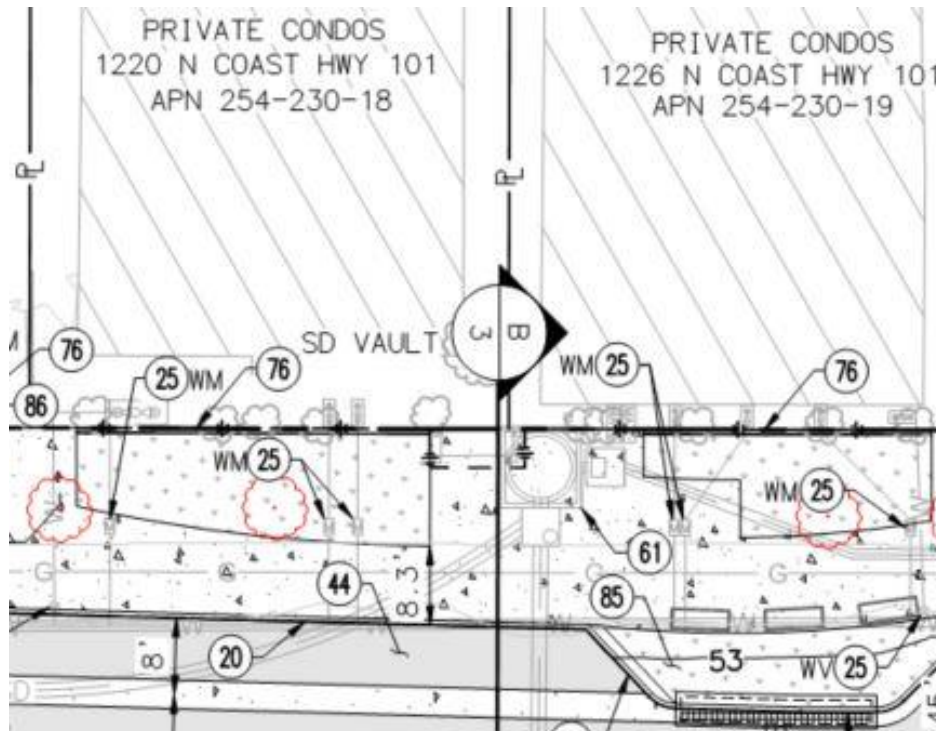 PRIVATE CONDOS
1220 N COAST HWY 101
APN 254-230-18
PRIVATE CONDOS
1226 N COAST HWY 101
APN 254-230-19
PL
PL
SD VAULT
B
3
76
86
25 WM
76
WM 25
WM 25
76
WM 25
61
G
G
G
G
44
8.3'
85
W
W
W
8'
20
53
WV 25
D